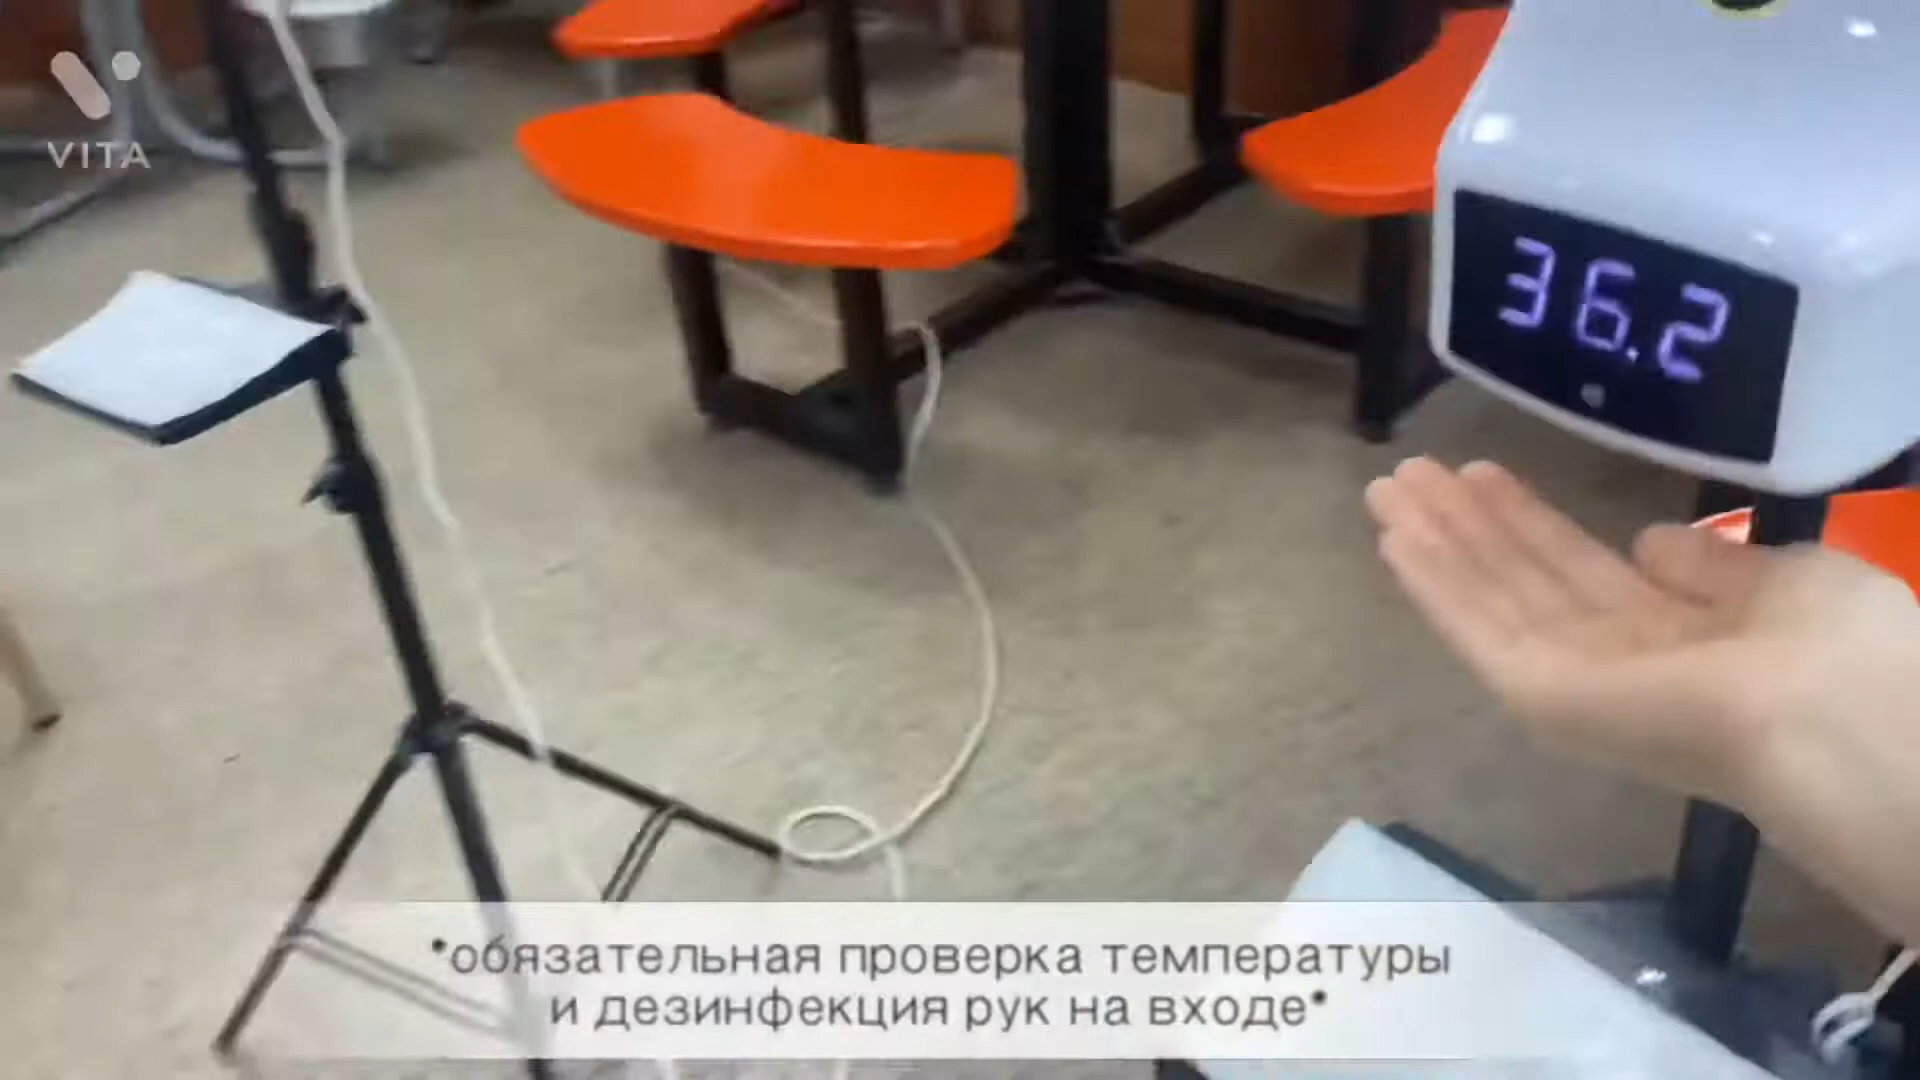 VITA
36.2
*обязательная проверка температуры
и дезинфекция рук на входе*